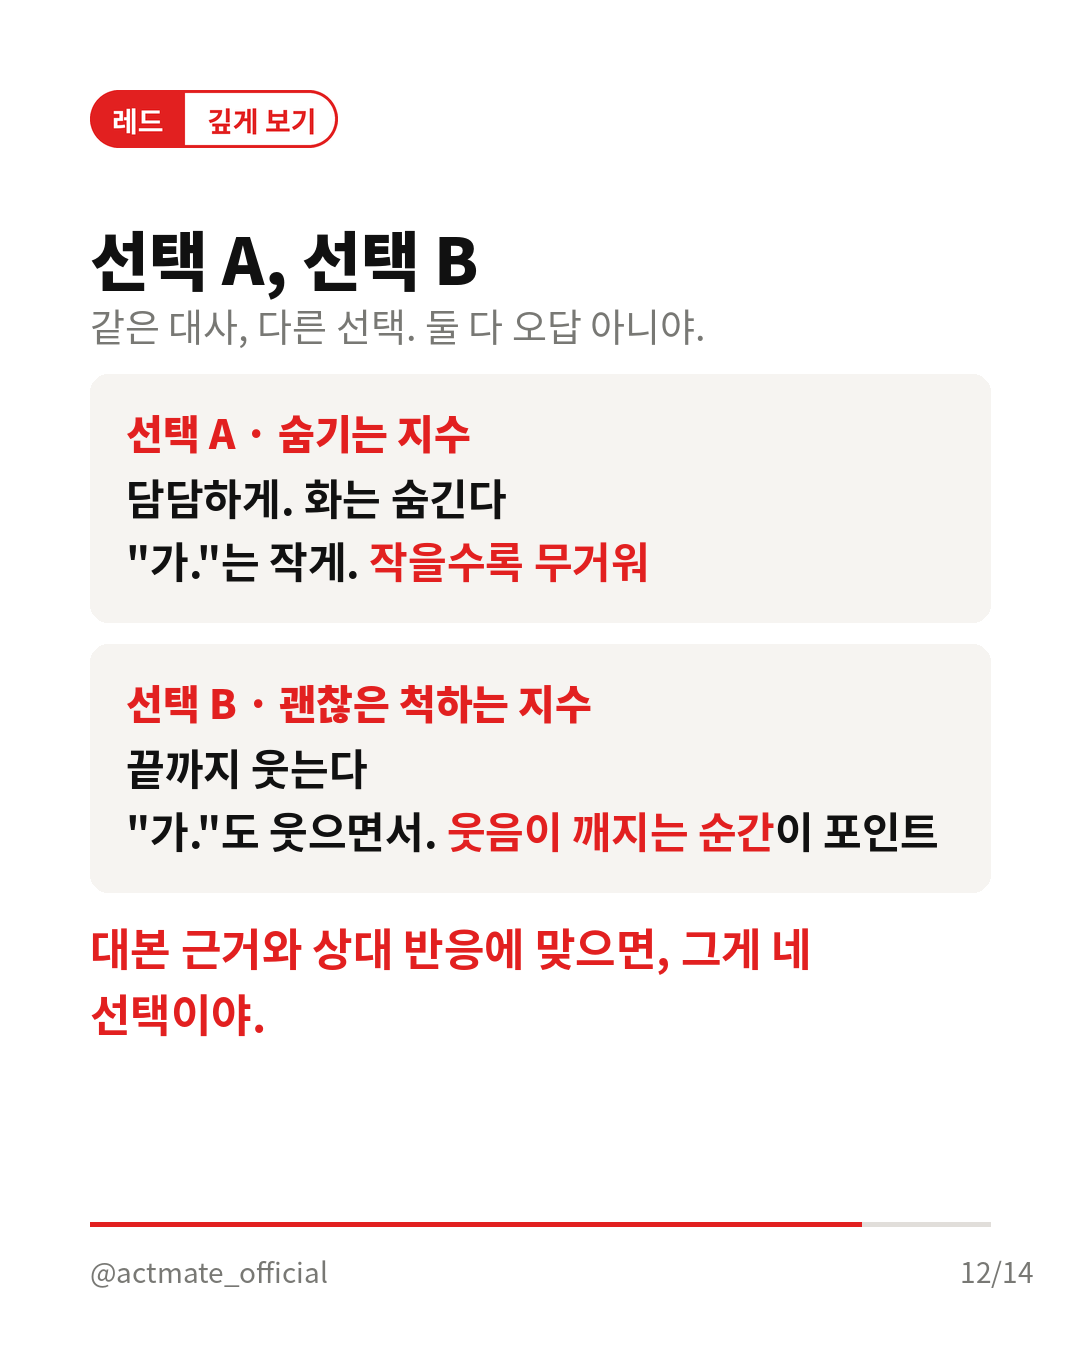 레드 깊게 보기
선택 A, 선택 B
같은 대사, 다른 선택. 둘 다 오답 아니야.
선택 A · 숨기는 지수
담담하게. 화는 숨긴다
"가."는 작게. 작을수록 무거워
선택 B · 괜찮은 척하는 지수
끝까지 웃는다
"가."도 웃으면서. 웃음이 깨지는 순간이 포인트
대본 근거와 상대 반응에 맞으면, 그게 네
선택이야.
@actmate_official 12/14